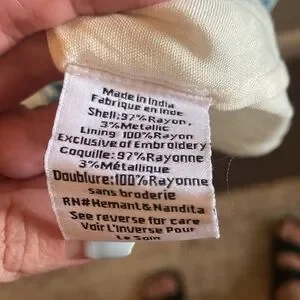 Made in India
Fabrique en Inde
Shell: 97% Rayon,
3% Metallic
Lining 100% Rayon
Exclusive of Embroidery
Coquille: 97% Rayonne
3% Métallique
Doublure: 100% Rayonne
sans broderie
RN# Hemant & Nandita
See reverse for care
Voir L'Inverse Pour
Le Soin